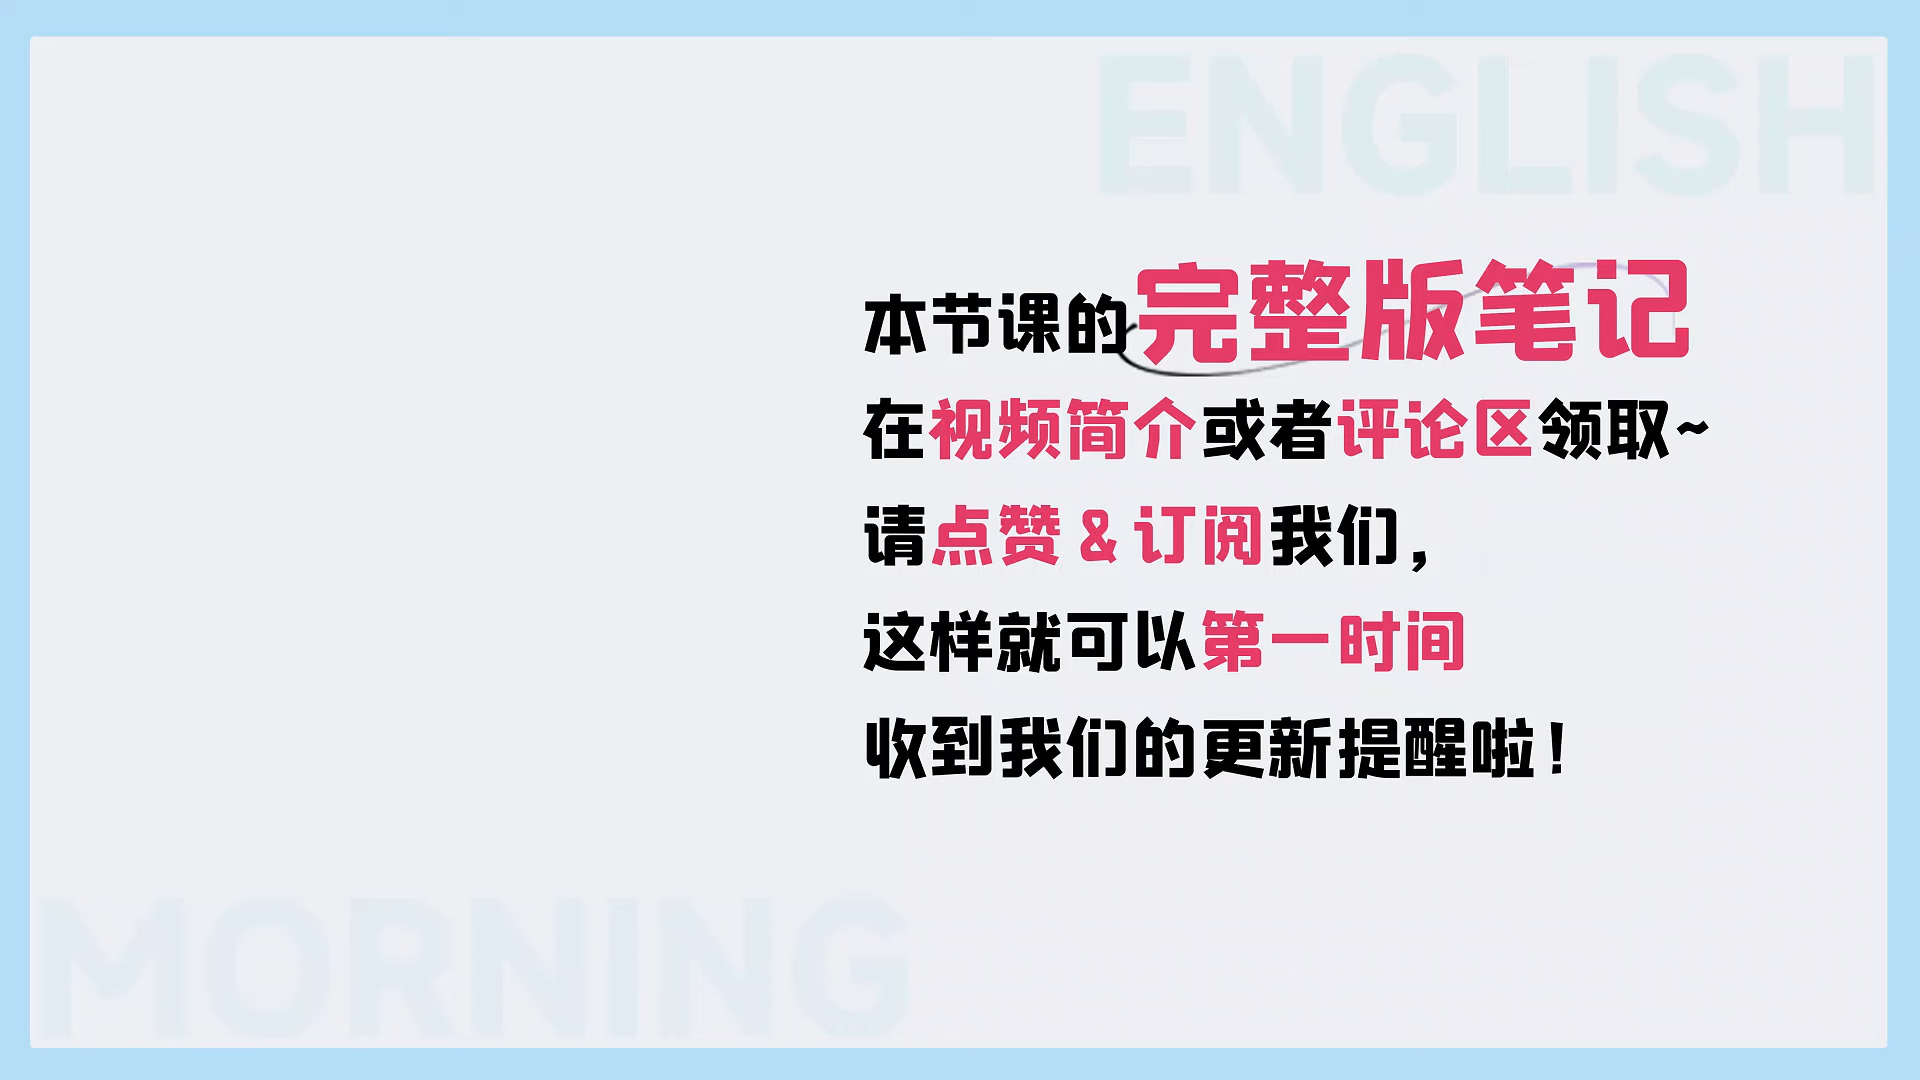 ENGLISH
本节课的完整版笔记
在视频简介或者评论区领取~
请点赞&订阅我们，
这样就可以第一时间
收到我们的更新提醒啦！
MORNING